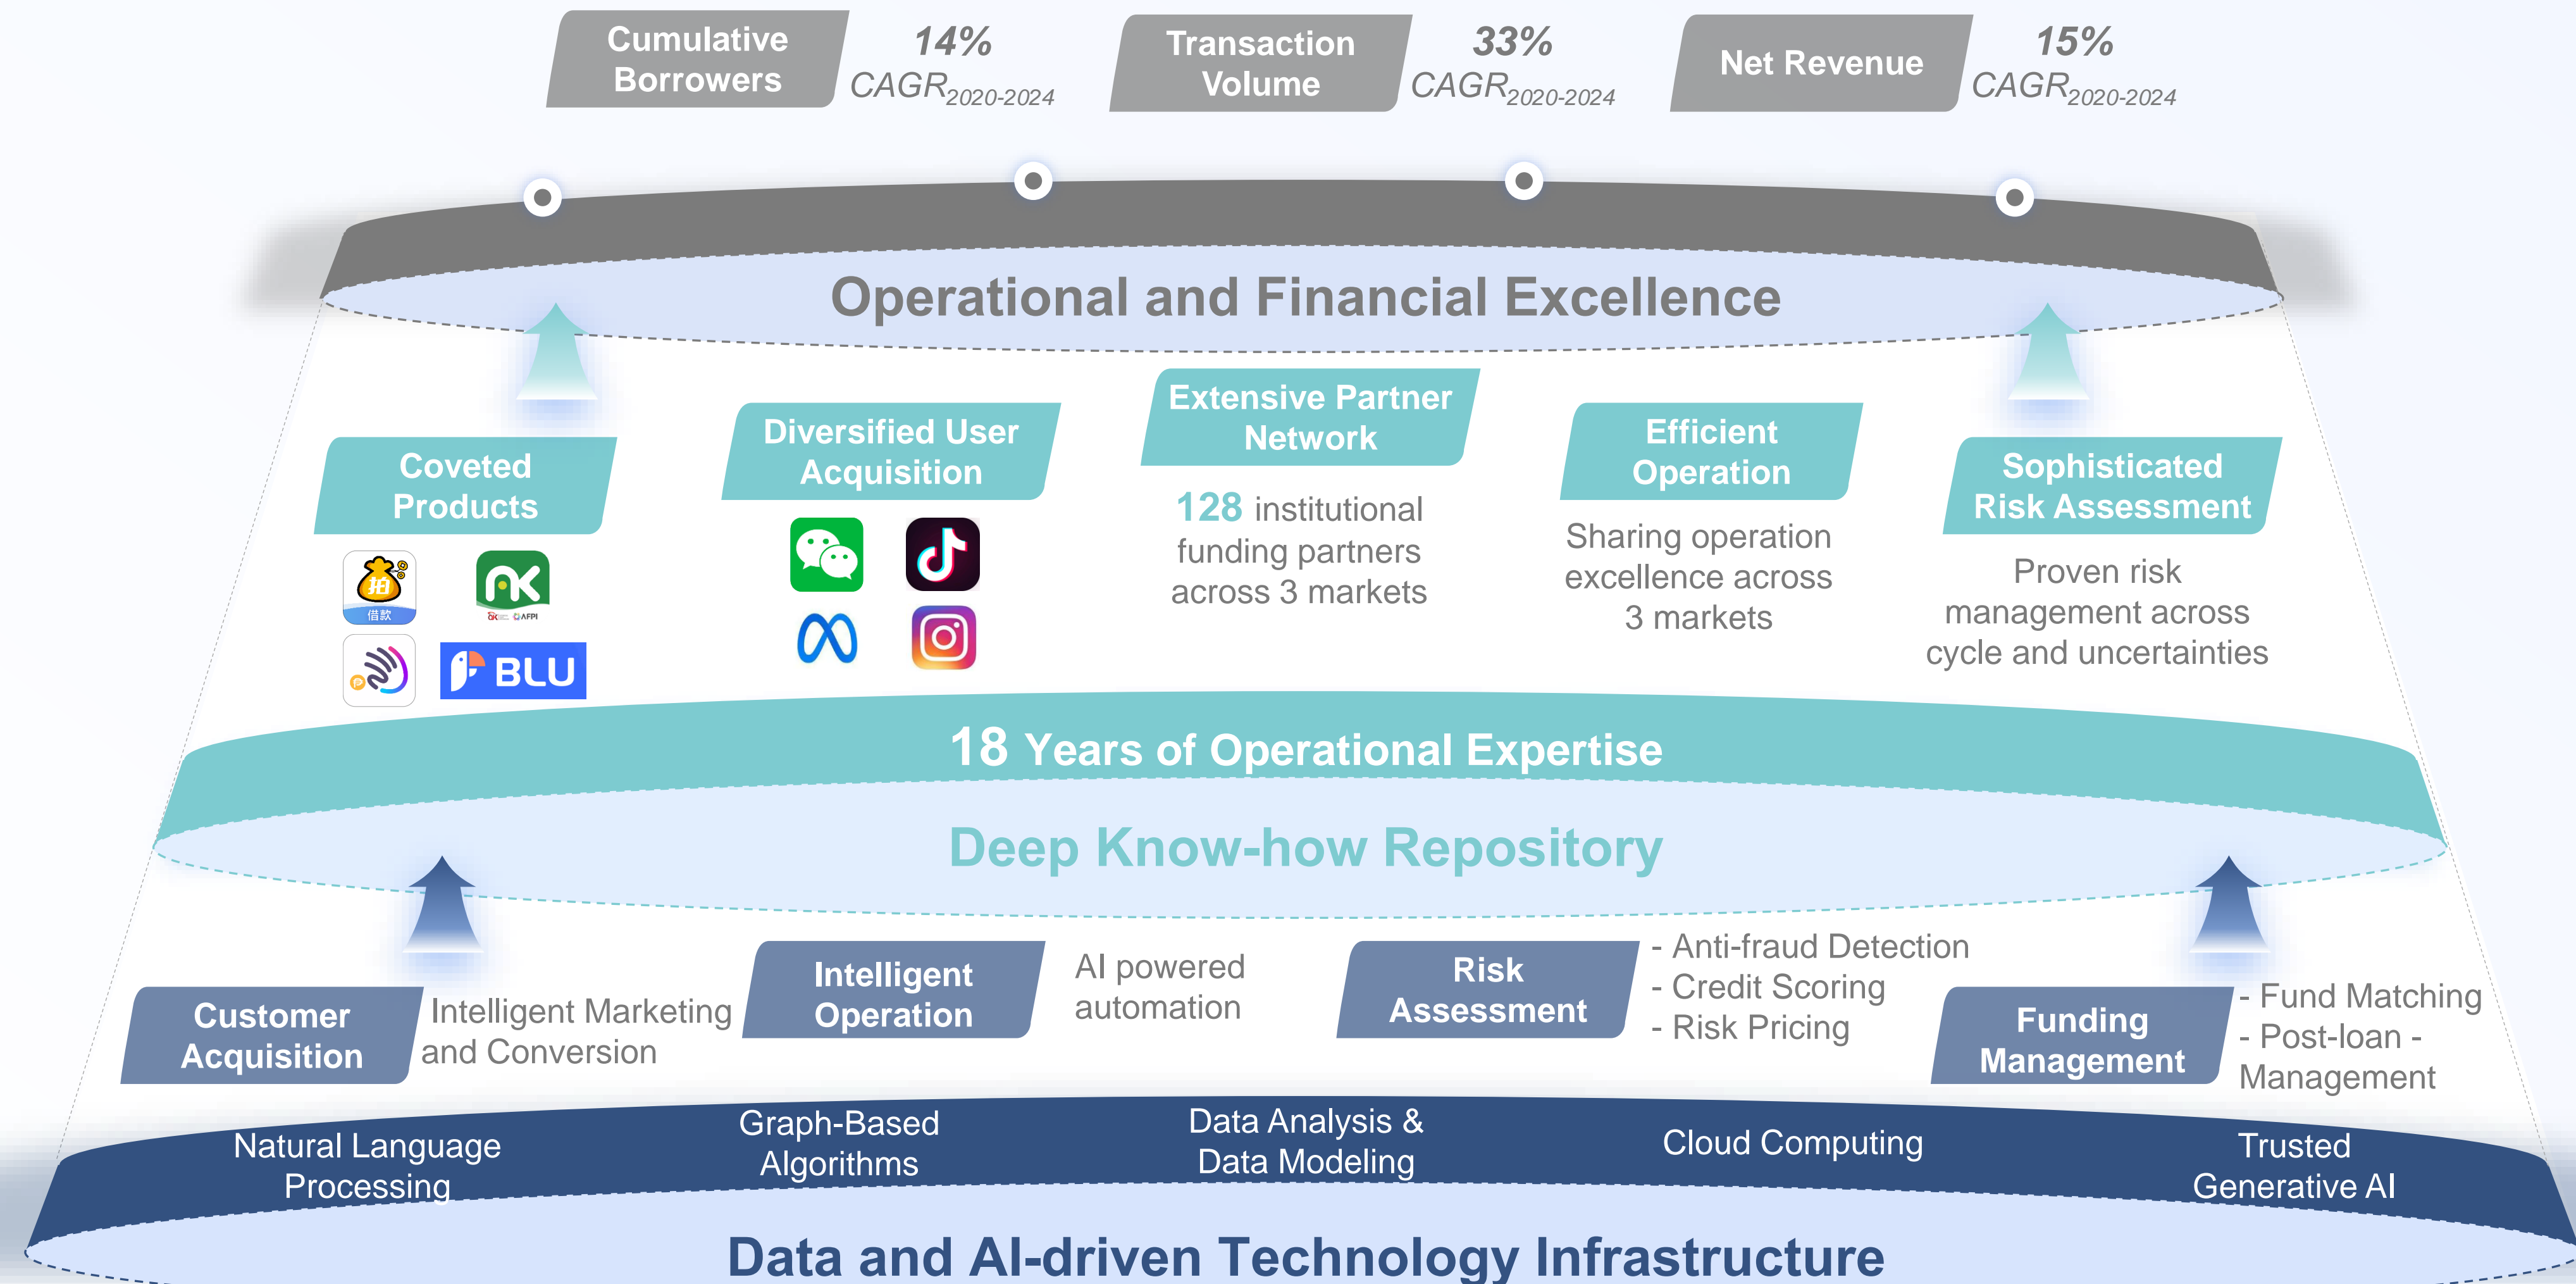 Cumulative
Borrowers
14%
CAGR2020-2024
Transaction
Volume
33%
CAGR2020-2024
Net Revenue
15%
CAGR2020-2024
Operational and Financial Excellence
Coveted
Products
拍
借款
AK
AFPI
BLU
Diversified User
Acquisition
Extensive Partner
Network
128 institutional
funding partners
across 3 markets
Efficient
Operation
Sharing operation
excellence across
3 markets
Sophisticated
Risk Assessment
Proven risk
management across
cycle and uncertainties
18 Years of Operational Expertise
Deep Know-how Repository
Customer
Acquisition
Intelligent Marketing
and Conversion
Intelligent
Operation
AI powered
automation
Risk
Assessment
- Anti-fraud Detection
- Credit Scoring
- Risk Pricing
Funding
Management
- Fund Matching
- Post-loan -
Management
Natural Language
Processing
Graph-Based
Algorithms
Data Analysis &
Data Modeling
Cloud Computing
Trusted
Generative AI
Data and AI-driven Technology Infrastructure